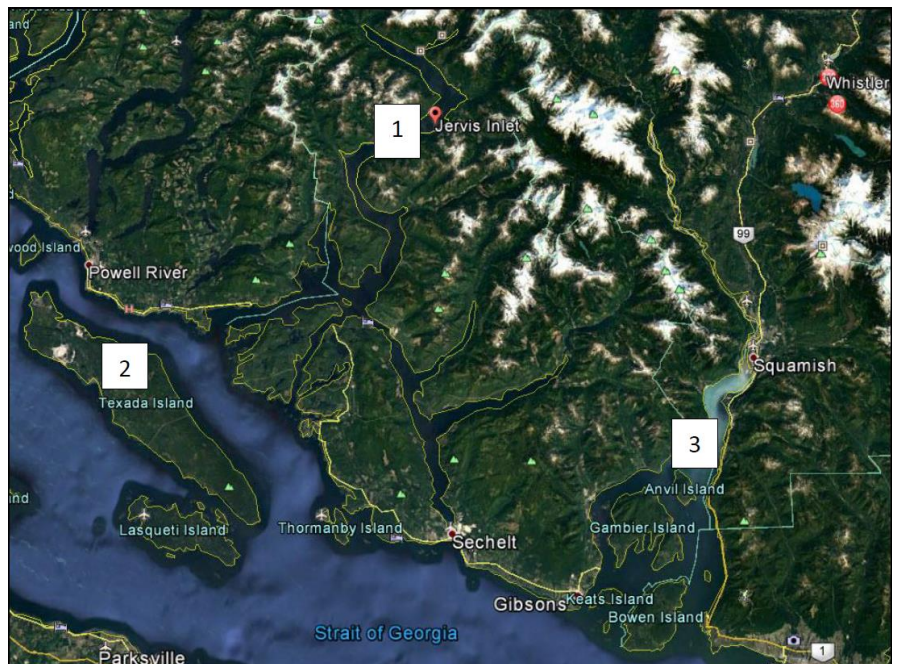 and
Whistler
1
Jervis Inlet
99
wood Island
Powell River
Squamish
2
Texada Island
3
Anvil Island
nd
Lasqueti Island
Thormanby Island
Gambier Island
Sechelt
Gibsons
Keats Island
Bowen Island
Strait of Georgia
1
Parksville